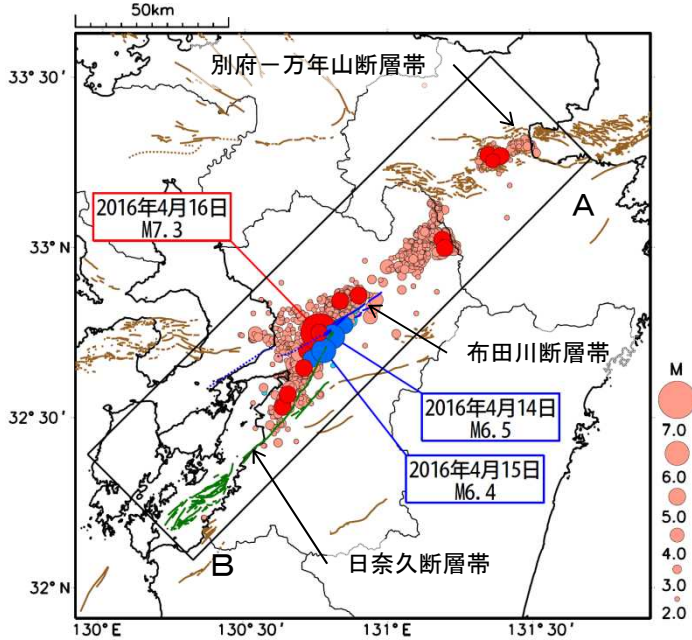 50km
33°30′
別府－万年山断層帯
A
2016年4月16日
M7.3
33°N
布田川断層帯
M
7.0
6.0
5.0
4.0
3.0
2.0
32°30′
2016年4月14日
M6.5
2016年4月15日
M6.4
B
日奈久断層帯
32°N
130°E
130°30′
131°E
131°30′